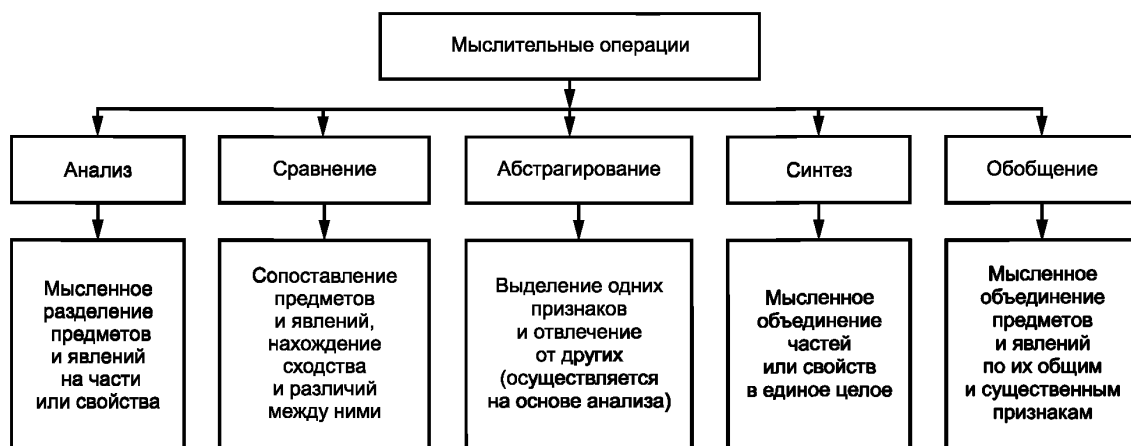 Мыслительные операции
Анализ
Сравнение
Абстрагирование
Синтез
Обобщение
Мысленное
разделение
предметов
и явлений
на части
или свойства
Сопоставление
предметов
и явлений,
нахождение
сходства
и различий
между ними
Выделение одних
признаков
и отвлечение
от других
(осуществляется
на основе анализа)
Мысленное
объединение
частей
или свойств
в единое целое
Мысленное
объединение
предметов
и явлений
по их общим
и существенным
признакам